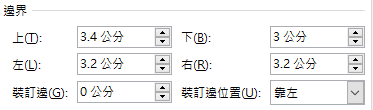 邊界
上(T): 3.4 公分 下(B): 3 公分
左(L): 3.2 公分 右(R): 3.2 公分
裝訂邊(G): 0 公分 裝訂邊位置(U): 靠左